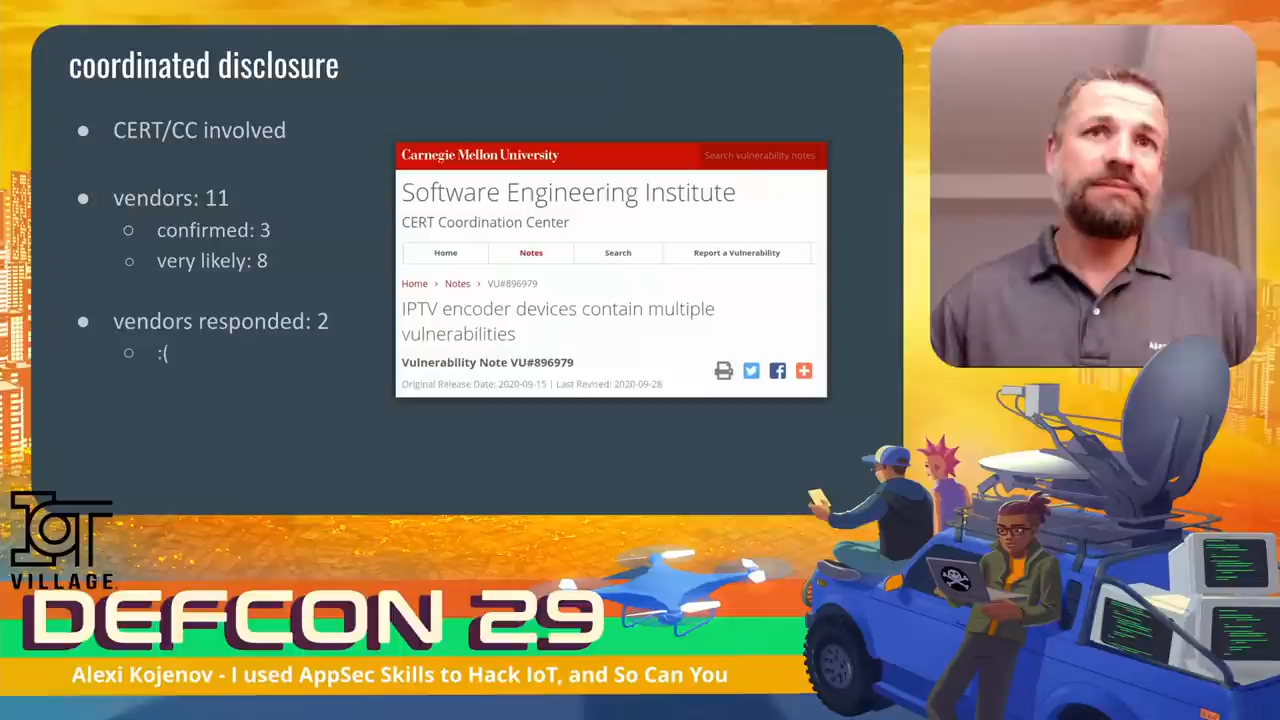 coordinated disclosure
● CERT/CC involved
● vendors: 11
○ confirmed: 3
○ very likely: 8
● vendors responded: 2
○ :(
Carnegie Mellon University
Search vulnerability notes
Software Engineering Institute
CERT Coordination Center
Home Notes Search Report a Vulnerability
Home › Notes › VU#896979
IPTV encoder devices contain multiple
vulnerabilities
Vulnerability Note VU#896979
Original Release Date: 2020-09-15 | Last Revised: 2020-09-28
IOT
VILLAGE
DEFCON 29
Alexi Kojenov - I used AppSec Skills to Hack IoT, and So Can You